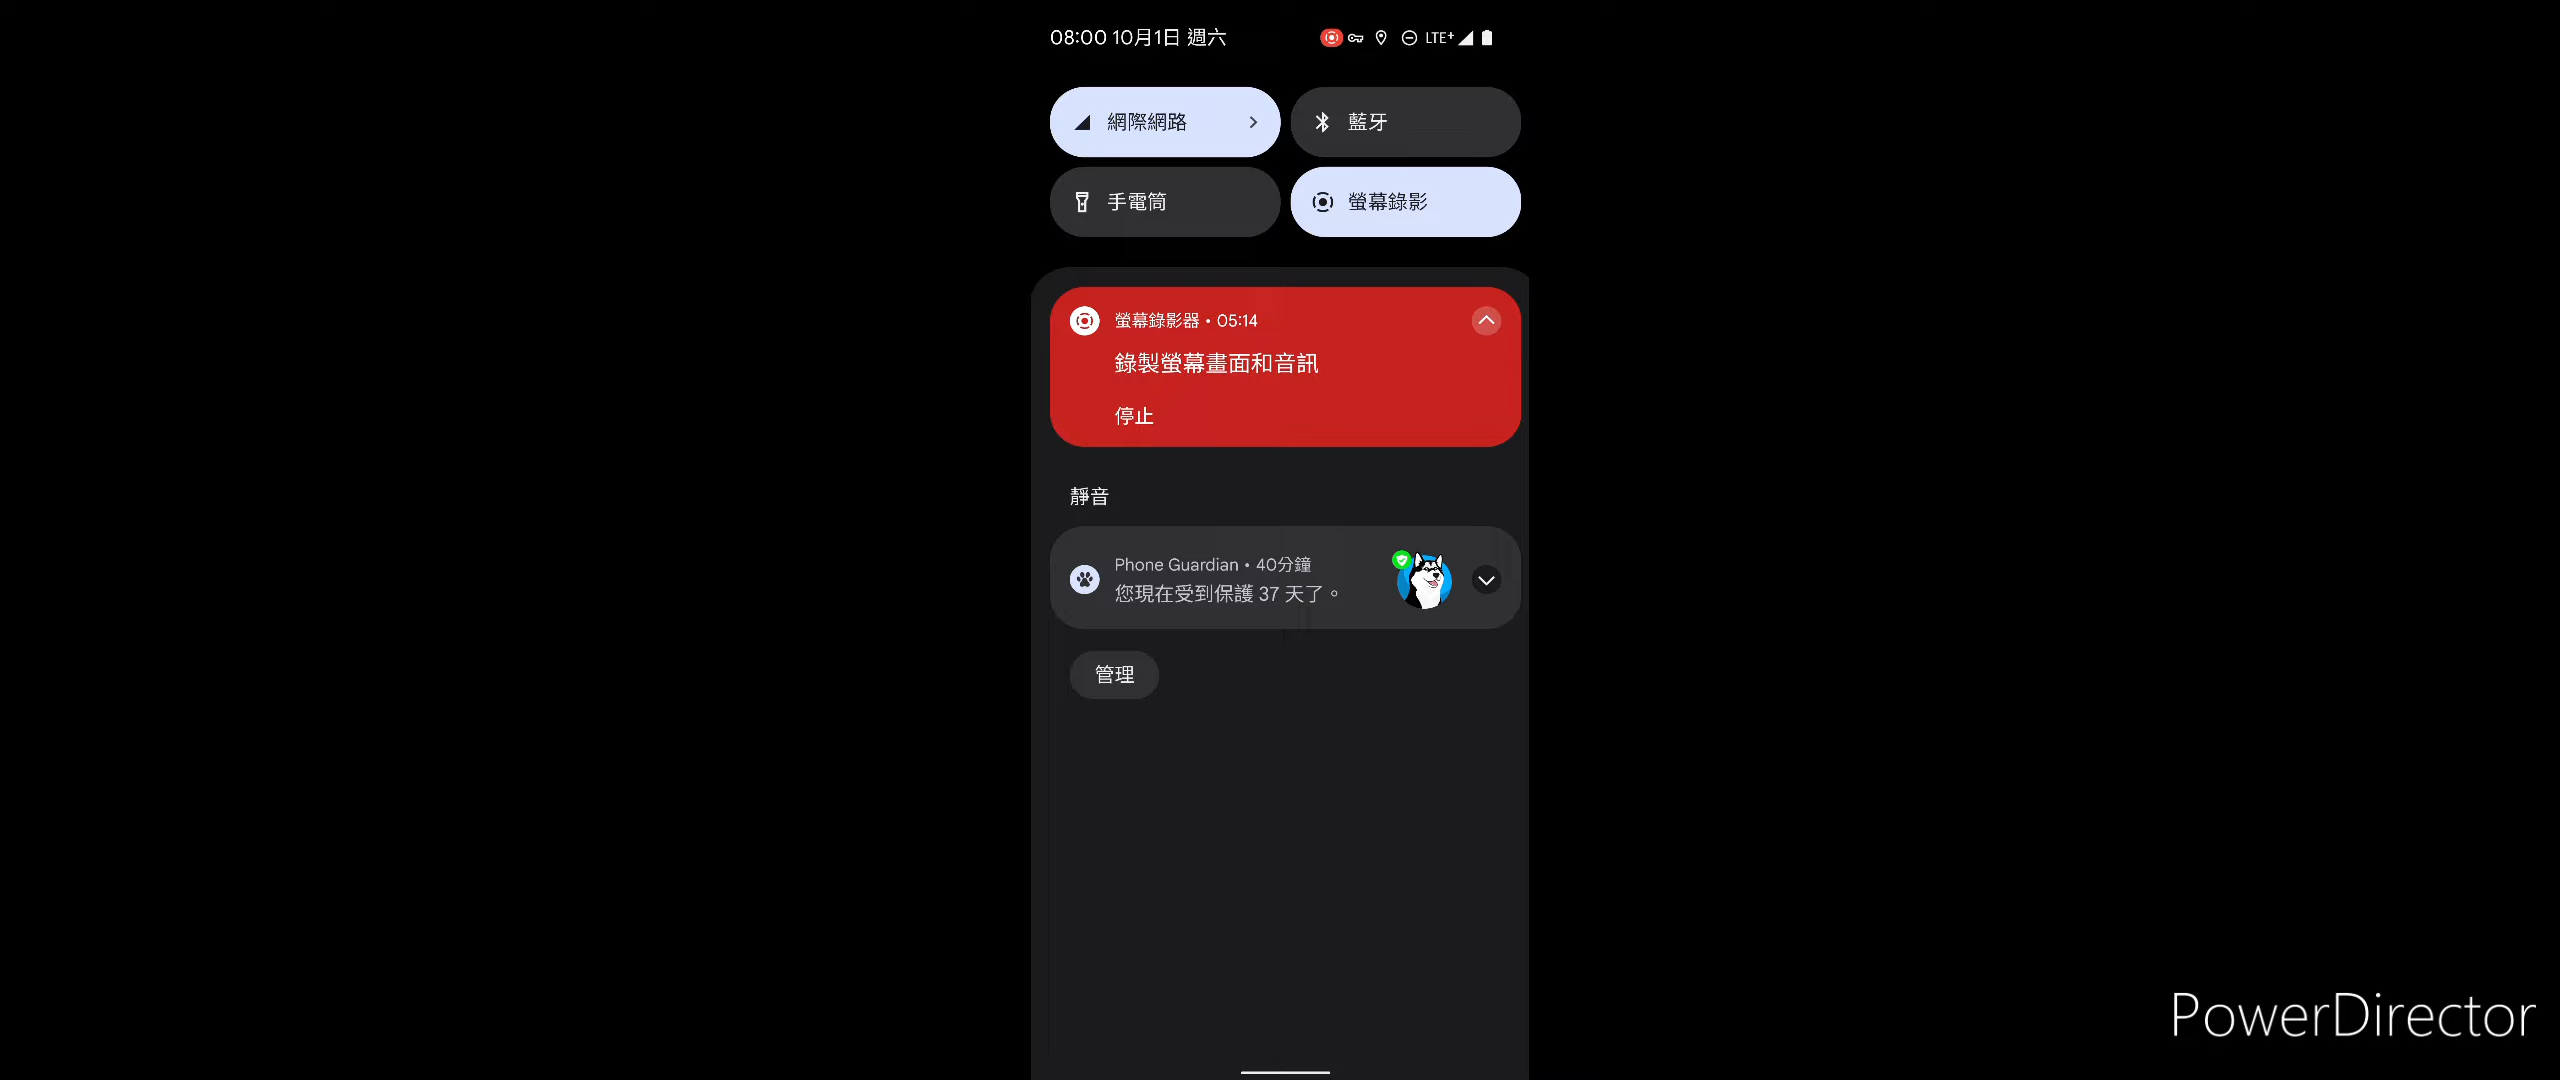 08:00 10月1日 週六
LTE+
網際網路
藍牙
手電筒
螢幕錄影
螢幕錄影器 • 05:14
錄製螢幕畫面和音訊
停止
靜音
Phone Guardian • 40分鐘
您現在受到保護 37 天了。
管理
PowerDirector